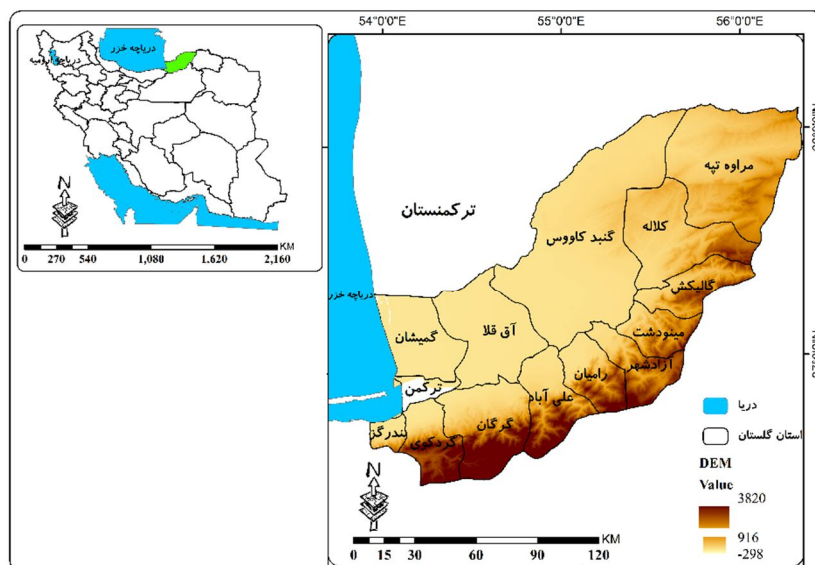 دریاچه خزر
دریاچه ارومیه
N
KM
0 270 540 1,080 1,620 2,160
54°0'0"E 55°0'0"E 56°0'0"E
مراوه تپه
ترکمنستان
کلاله
گنبد کاووس
گالیکش
دریاچه خزر
مینودشت
آق قلا
گمیشان
آزادشهر
رامیان
ترکمن
علی آباد
گرگان
بندرگز
کردکوی
دریا
استان گلستان
DEM
Value
3820
916
-298
N
KM
0 15 30 60 90 120